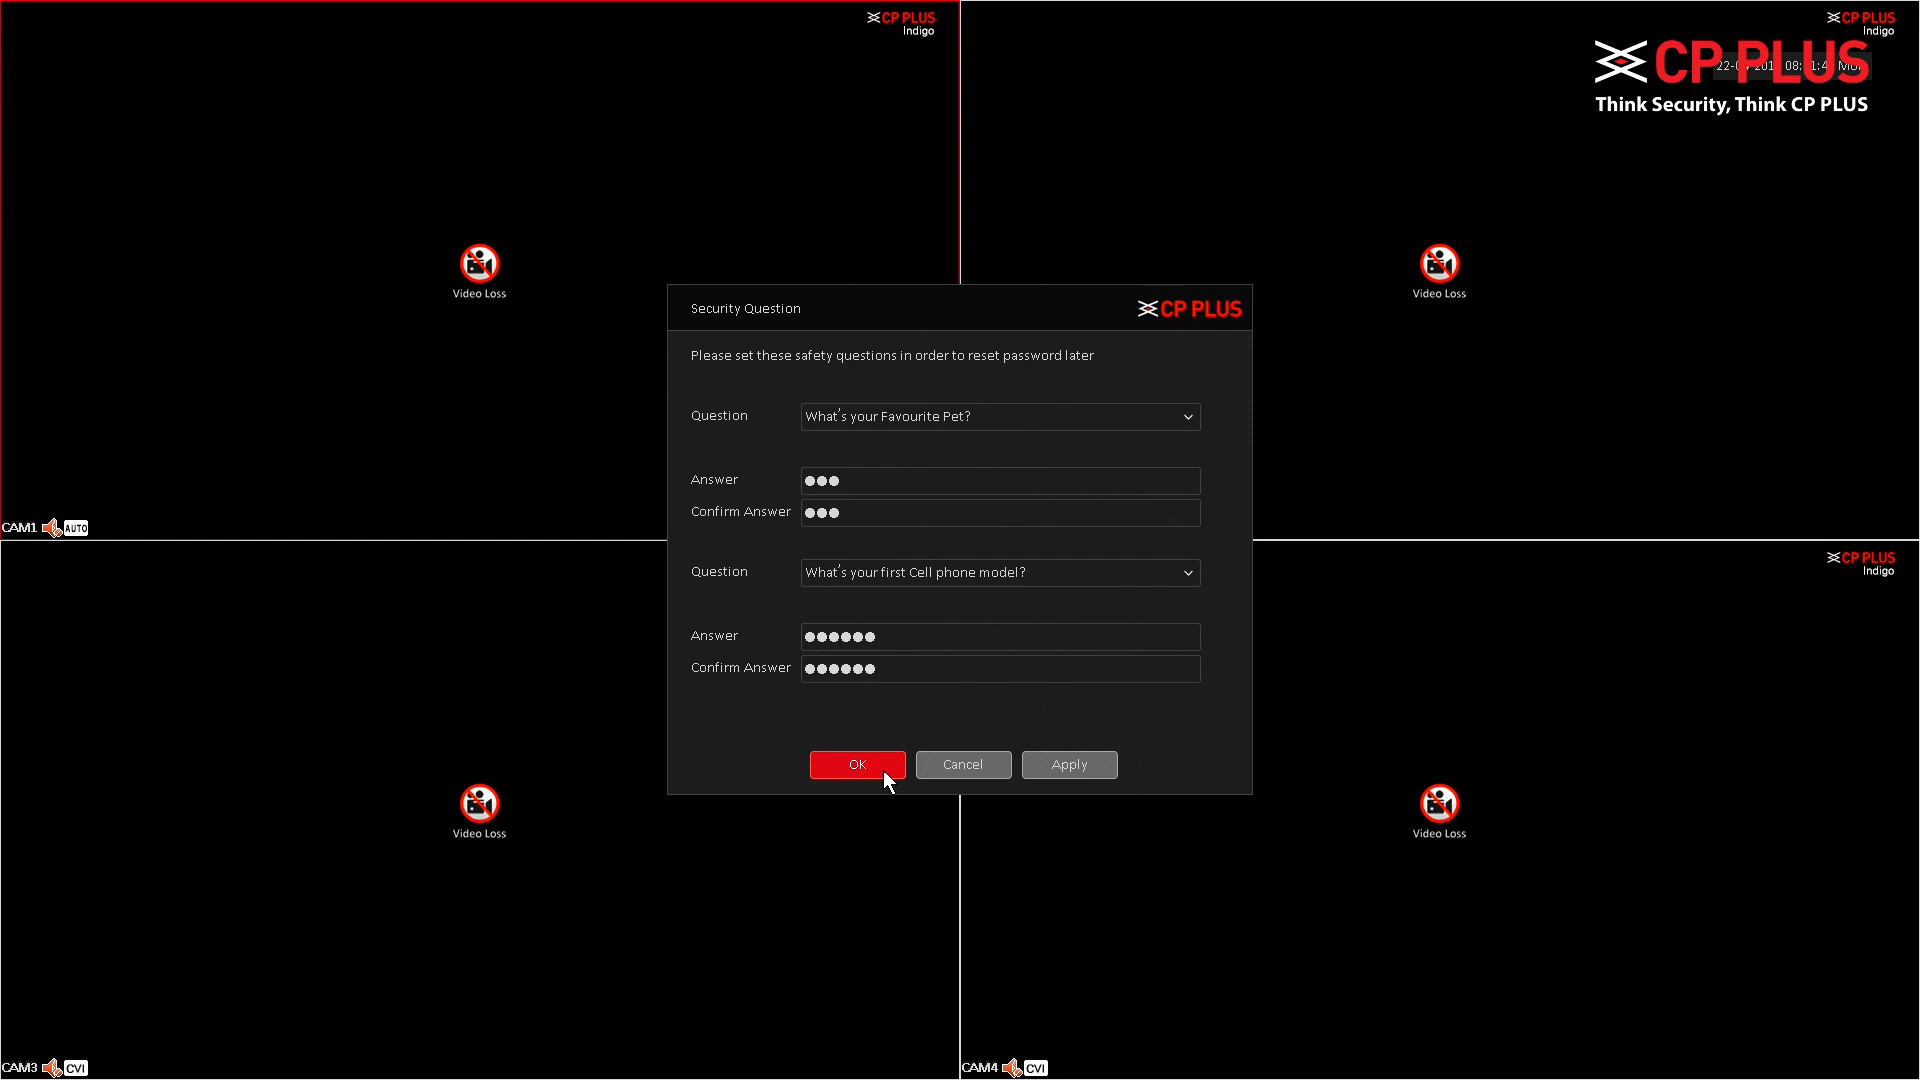 CP PLUS
Indigo
CP PLUS
Indigo
CP PLUS
Think Security, Think CP PLUS
Video Loss
Video Loss
Security Question
CP PLUS
Please set these safety questions in order to reset password later
Question What's your Favourite Pet?
Answer
Confirm Answer
CAM1 AUTO
Question What's your first Cell phone model?
CP PLUS
Indigo
Answer
Confirm Answer
OK Cancel Apply
Video Loss
Video Loss
CAM3 CVI
CAM4 CVI